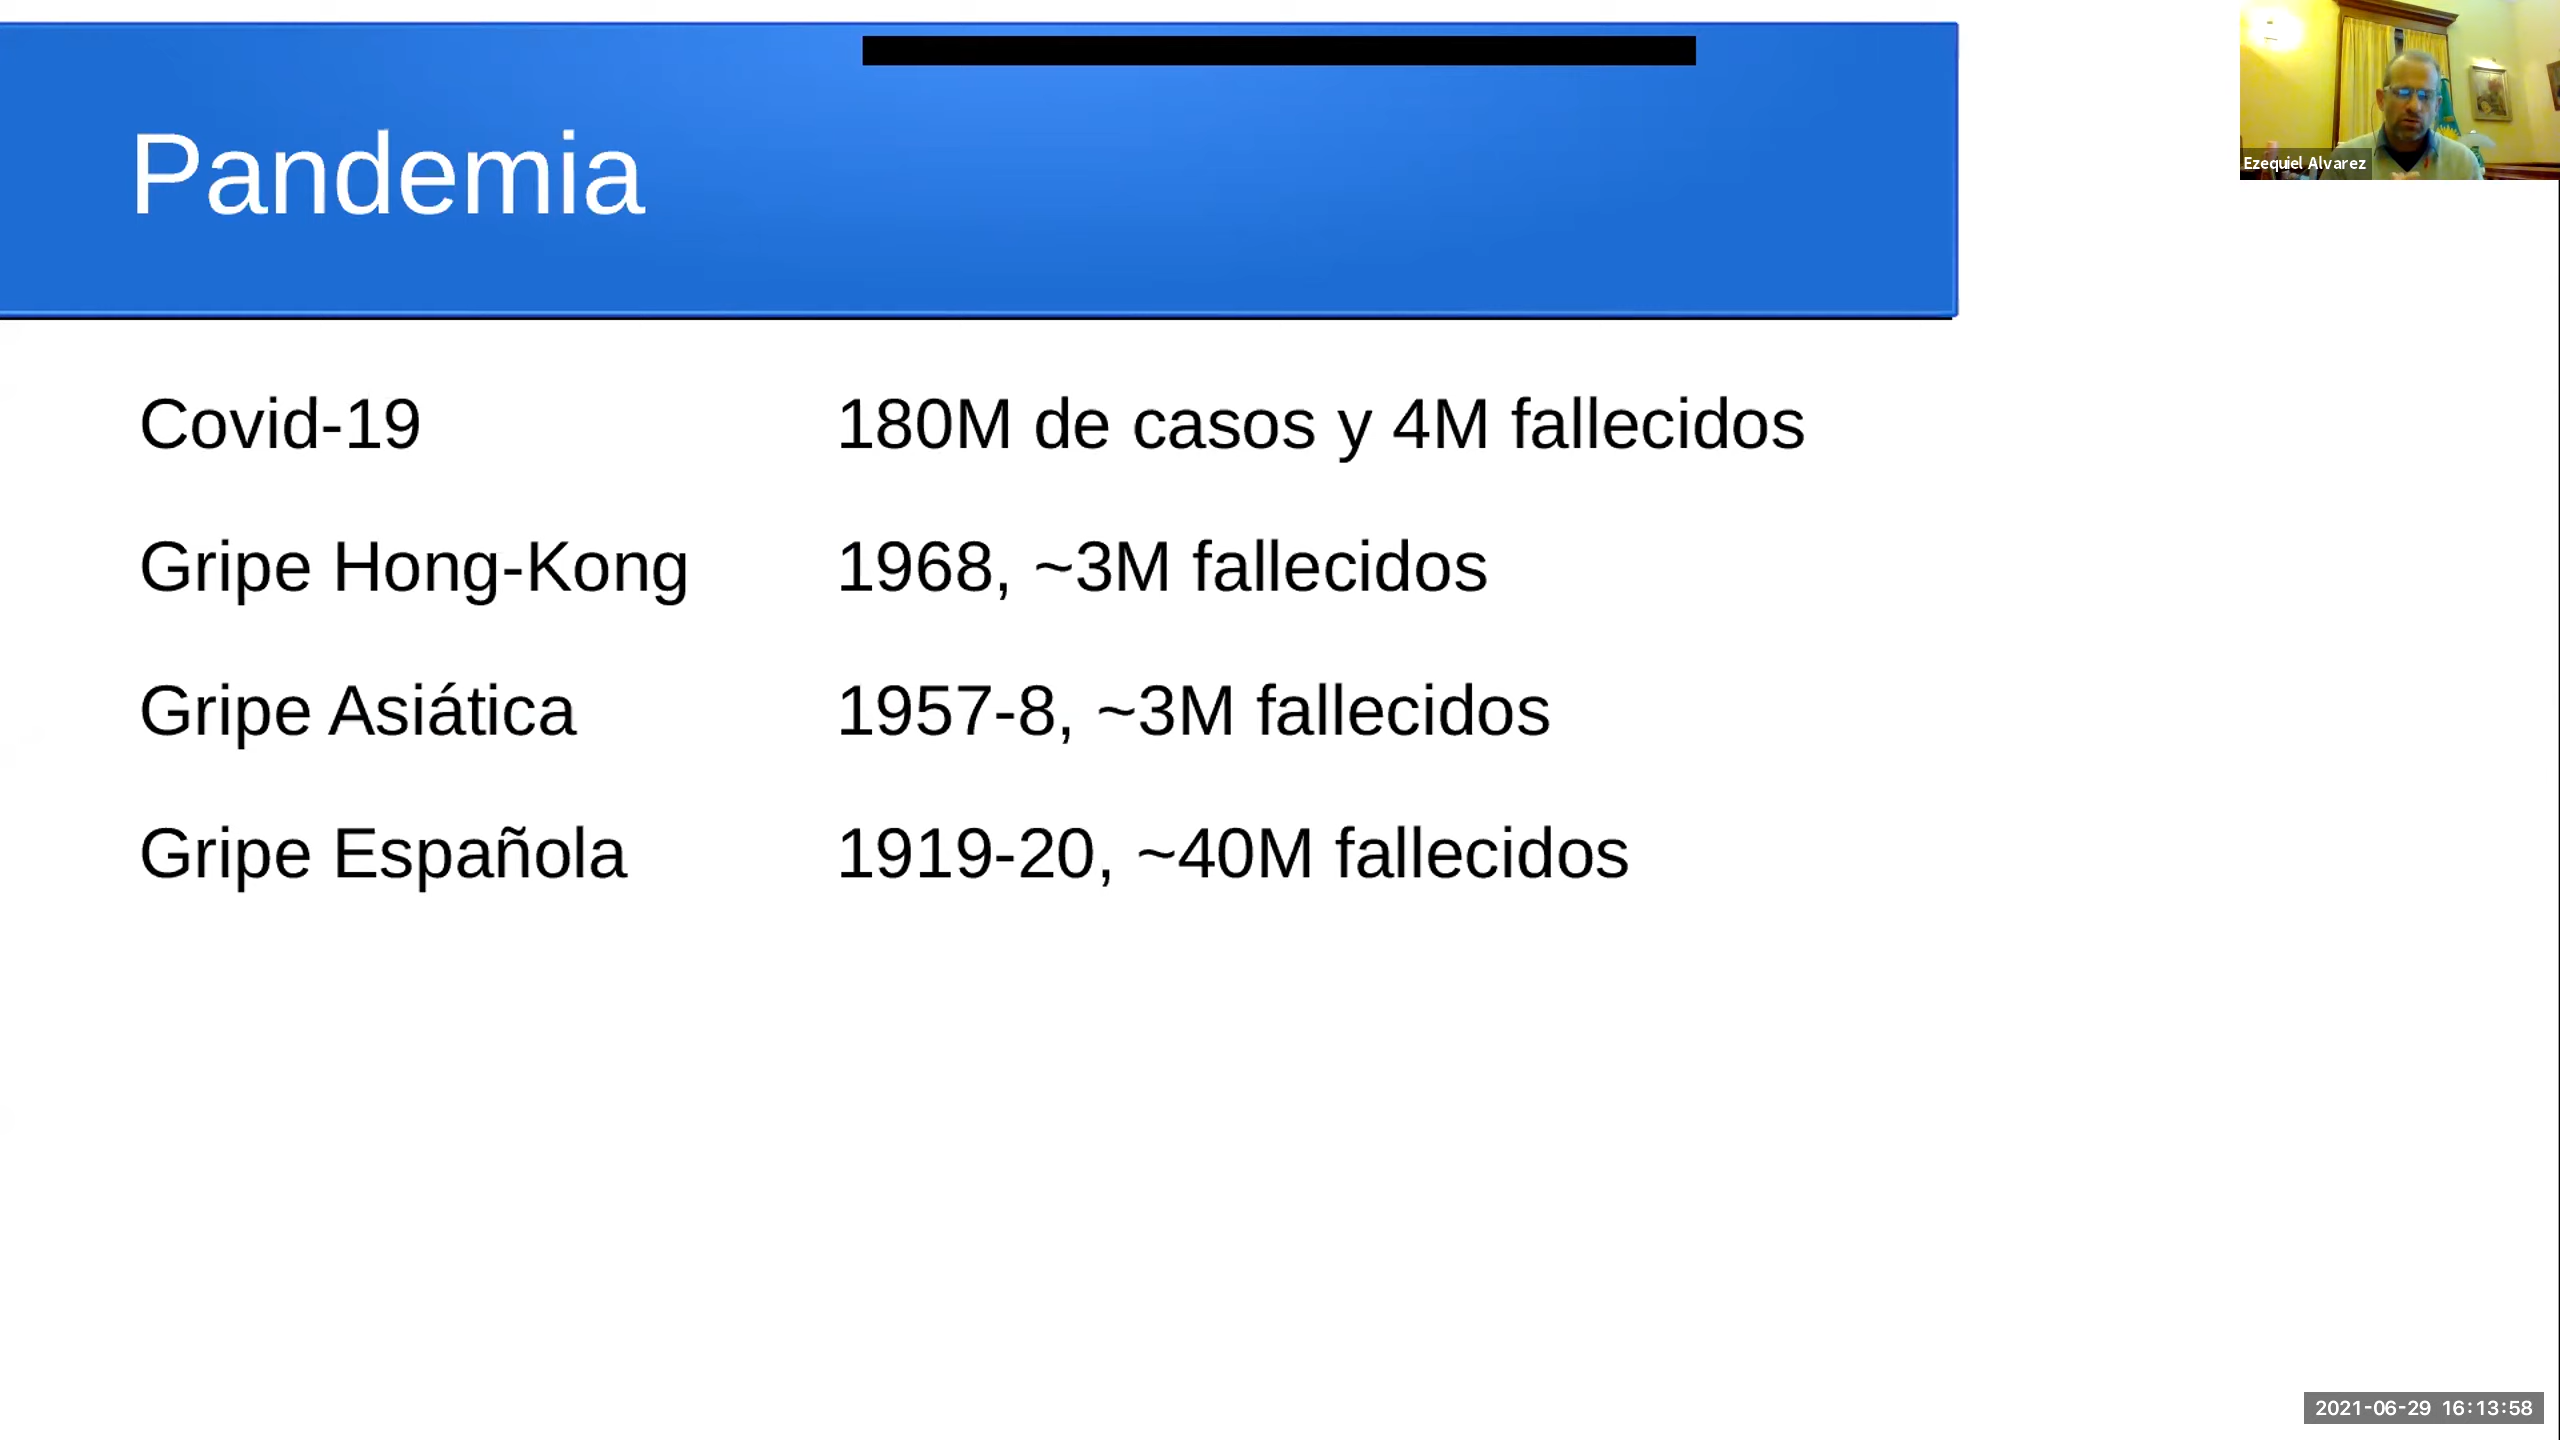 Pandemia
Ezequiel Alvarez
Covid-19 180M de casos y 4M fallecidos
Gripe Hong-Kong 1968, ~3M fallecidos
Gripe Asiática 1957-8, ~3M fallecidos
Gripe Española 1919-20, ~40M fallecidos
2021-06-29 16:13:58